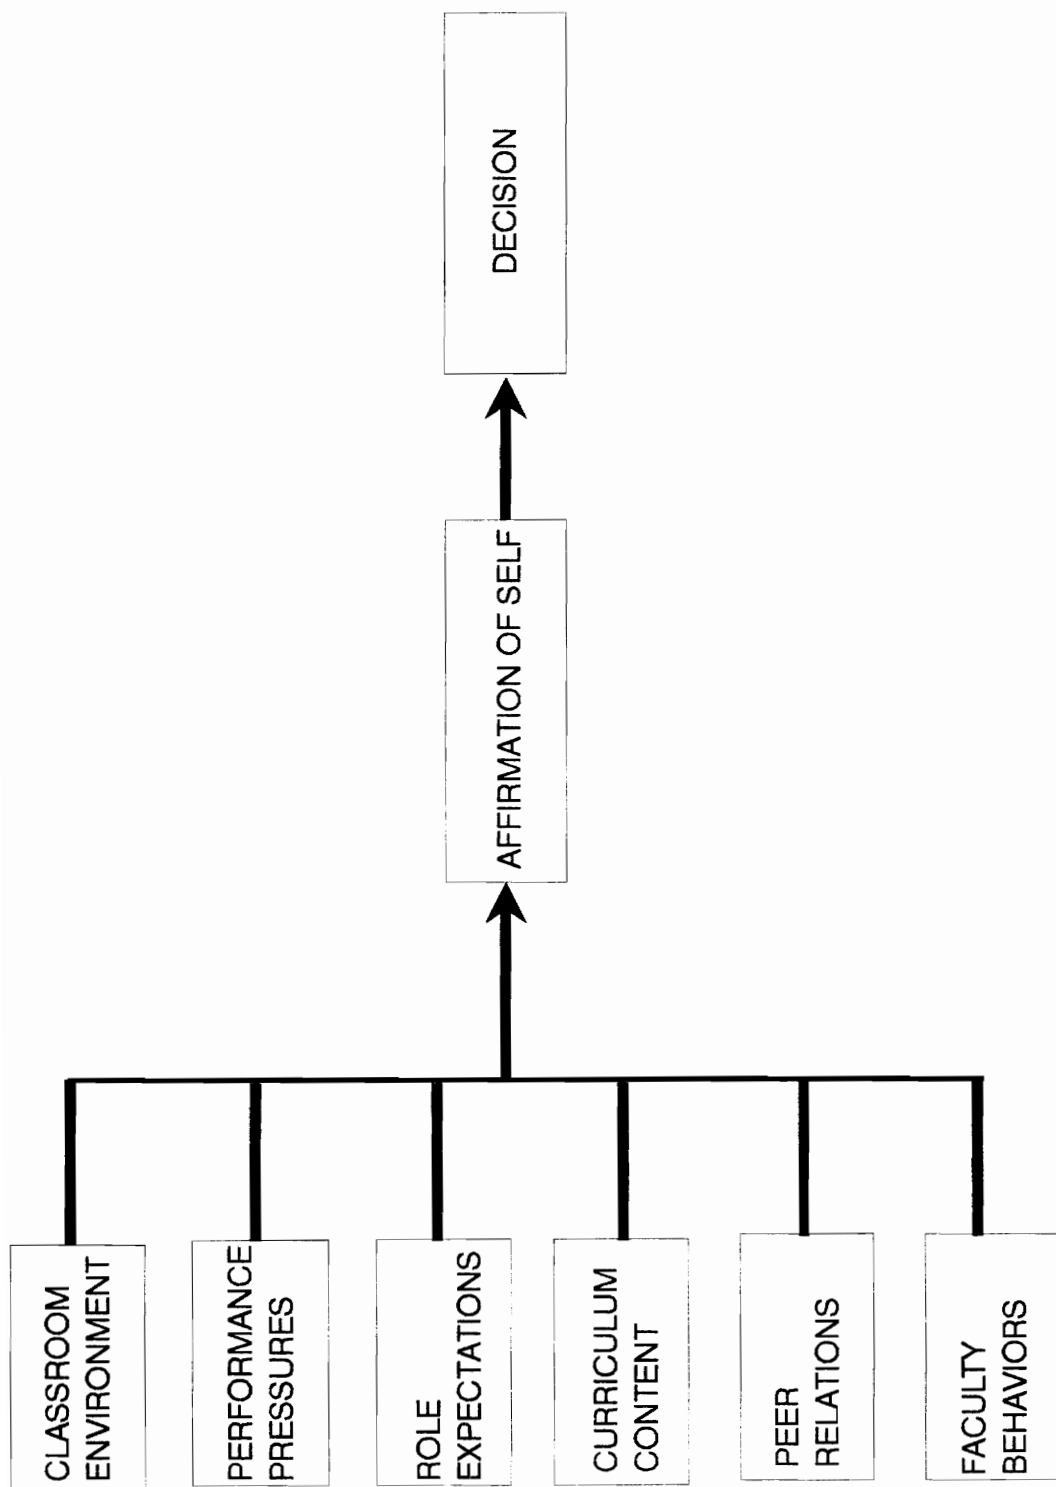 CLASSROOM
ENVIRONMENT
PERFORMANCE
PRESSURES
ROLE
EXPECTATIONS
CURRICULUM
CONTENT
PEER
RELATIONS
FACULTY
BEHAVIORS
AFFIRMATION OF SELF
DECISION